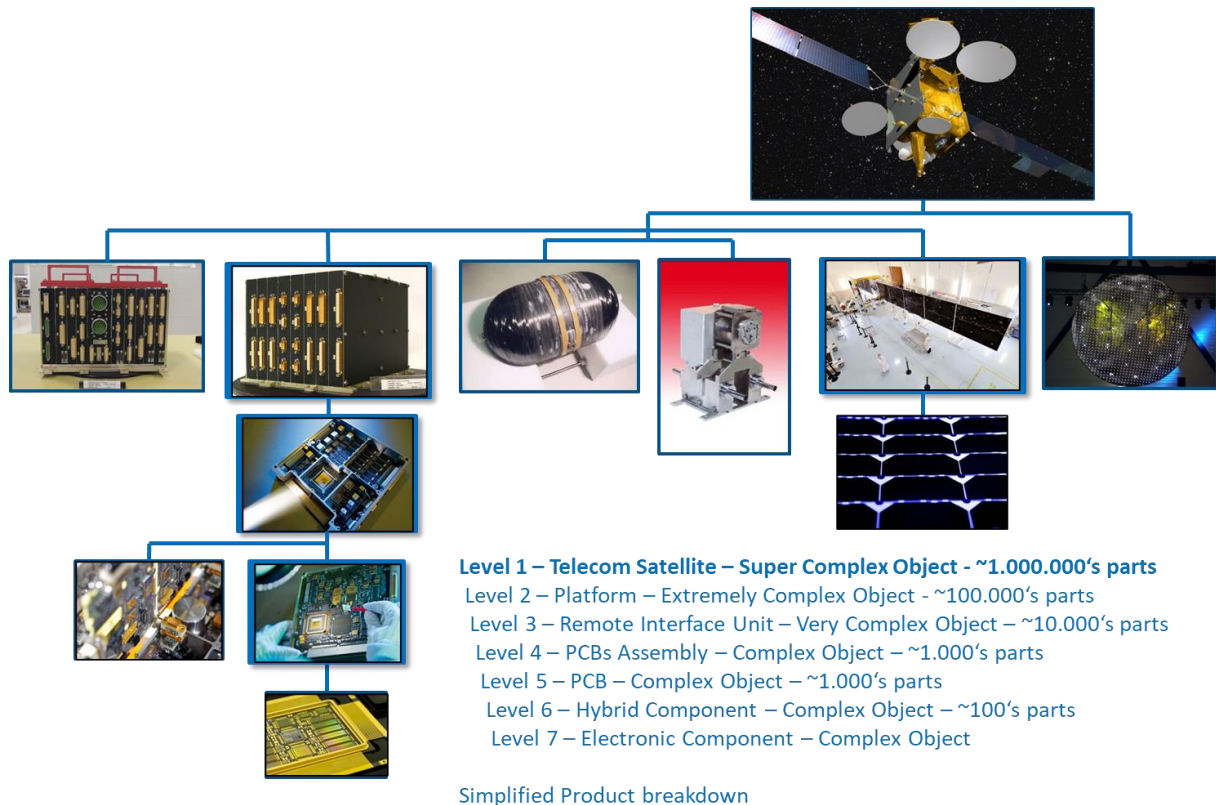 Level 1 – Telecom Satellite – Super Complex Object - ~1.000.000‘s parts
Level 2 – Platform – Extremely Complex Object - ~100.000‘s parts
Level 3 – Remote Interface Unit – Very Complex Object – ~10.000‘s parts
Level 4 – PCBs Assembly – Complex Object – ~1.000‘s parts
Level 5 – PCB – Complex Object – ~1.000‘s parts
Level 6 – Hybrid Component – Complex Object – ~100‘s parts
Level 7 – Electronic Component – Complex Object
Simplified Product breakdown